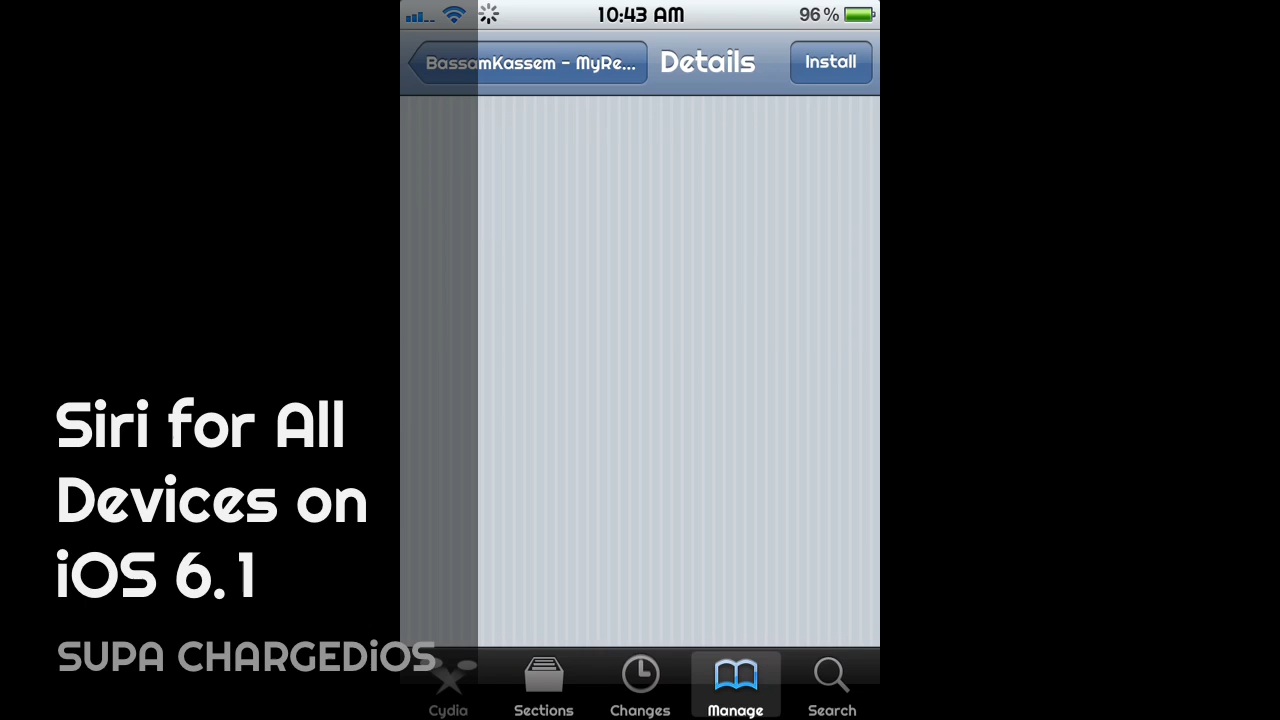 10:43 AM
96%
BassamKassem - MyRe...
Details
Install
Siri for All
Devices on
iOS 6.1
SUPA CHARGEDiOS
Cydia
Sections
Changes
Manage
Search